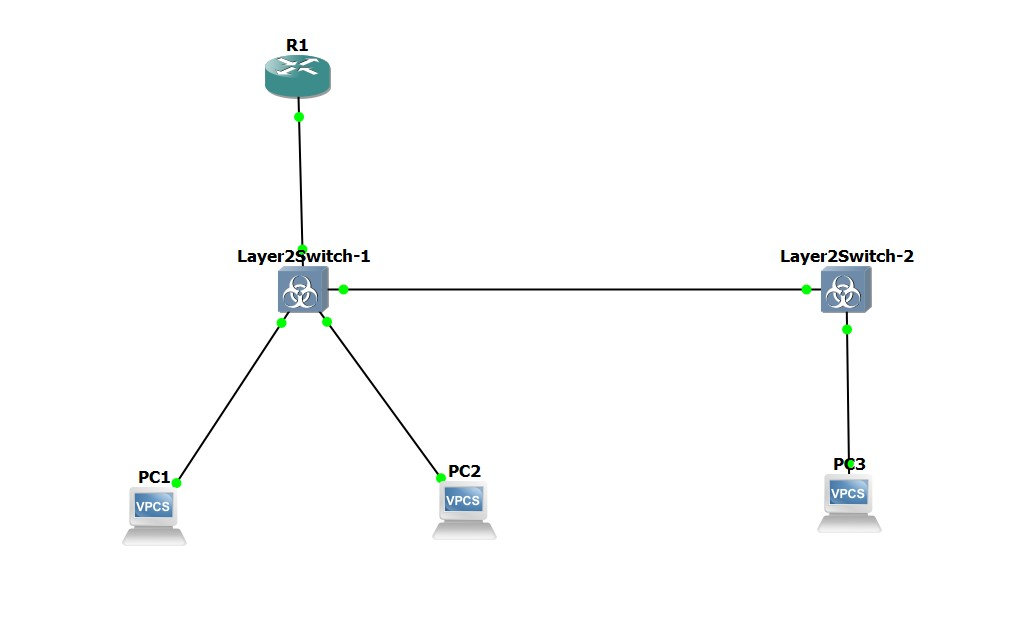 R1
Layer2Switch-1
Layer2Switch-2
PC1
VPCS
PC2
VPCS
PC3
VPCS